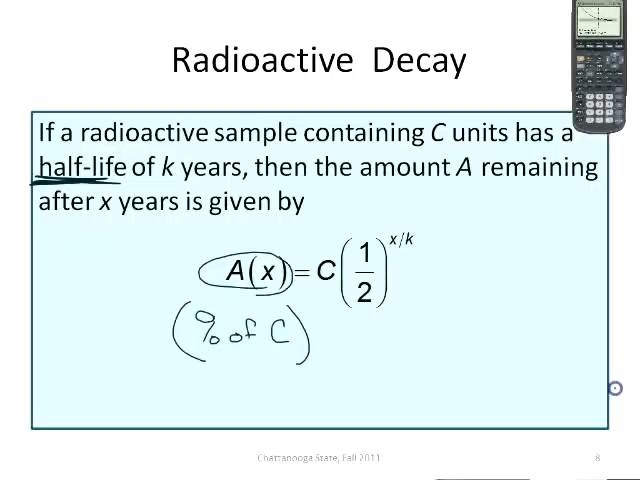 Radioactive Decay
If a radioactive sample containing C units has a
half-life of k years, then the amount A remaining
after x years is given by
A(x) = C(1/2)^{x/k}
(% of C)
Chattanooga State, Fall 2011 8